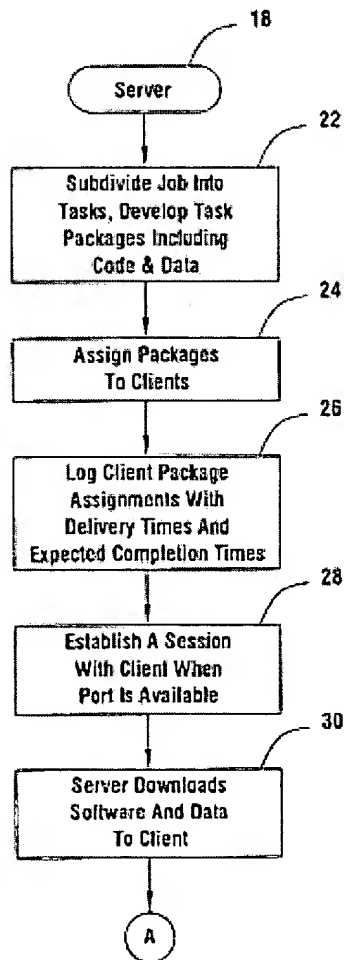 18
Server
22
Subdivide Job Into
Tasks, Develop Task
Packages Including
Code & Data
24
Assign Packages
To Clients
26
Log Client Package
Assignments With
Delivery Times And
Expected Completion Times
28
Establish A Session
With Client When
Port Is Available
30
Server Downloads
Software And Data
To Client
A